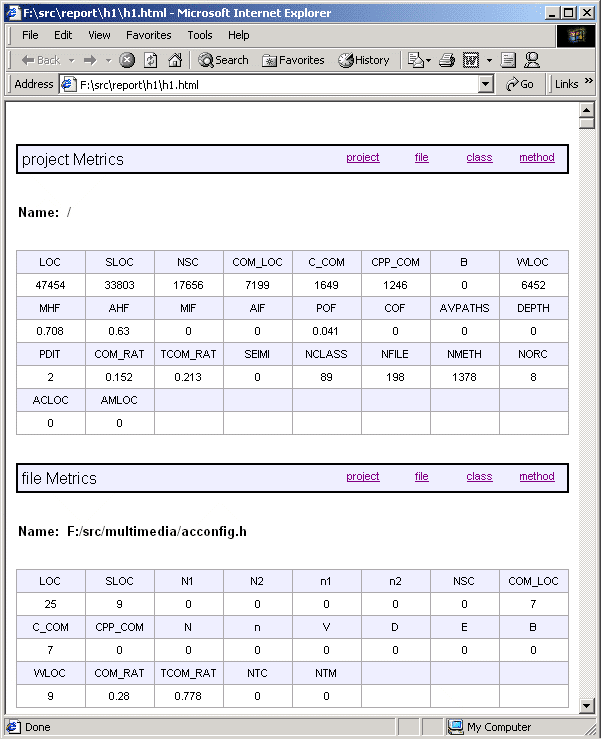 F:\src\report\h1\h1.html - Microsoft Internet Explorer
File Edit View Favorites Tools Help
Back Search Favorites History
Address F:\src\report\h1\h1.html Go Links »
project Metrics project file class method
Name: /
LOC SLOC NSC COM_LOC C_COM CPP_COM B WLOC
47454 33803 17656 7199 1649 1246 0 6452
MHF AHF MIF AIF POF COF AVPATHS DEPTH
0.708 0.63 0 0 0.041 0 0 0
PDIT COM_RAT TCOM_RAT SEIMI NCLASS NFILE NMETH NORC
2 0.152 0.213 0 89 198 1378 8
ACLOC AMLOC
0 0
file Metrics project file class method
Name: F:/src/multimedia/acconfig.h
LOC SLOC N1 N2 n1 n2 NSC COM_LOC
25 9 0 0 0 0 0 7
C_COM CPP_COM N n V D E B
7 0 0 0 0 0 0 0
WLOC COM_RAT TCOM_RAT NTC NTM
9 0.28 0.778 0 0
Done My Computer